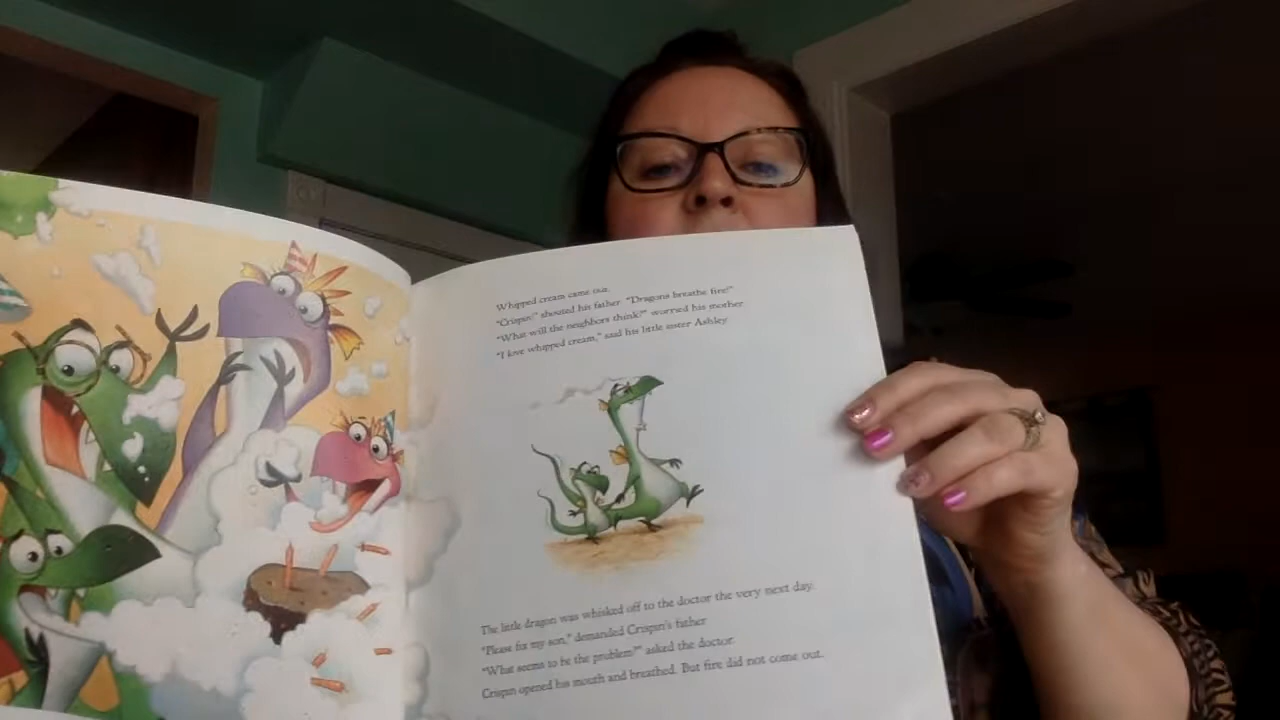 Whipped cream came out.
"Crispin!" shouted his father. "Dragons breathe fire!"
"What will the neighbors think?" worried his mother.
"I love whipped cream," said his little sister Ashley.
The little dragon was whisked off to the doctor the very next day.
"Please fix my son," demanded Crispin's father.
"What seems to be the problem?" asked the doctor.
Crispin opened his mouth and breathed. But fire did not come out.